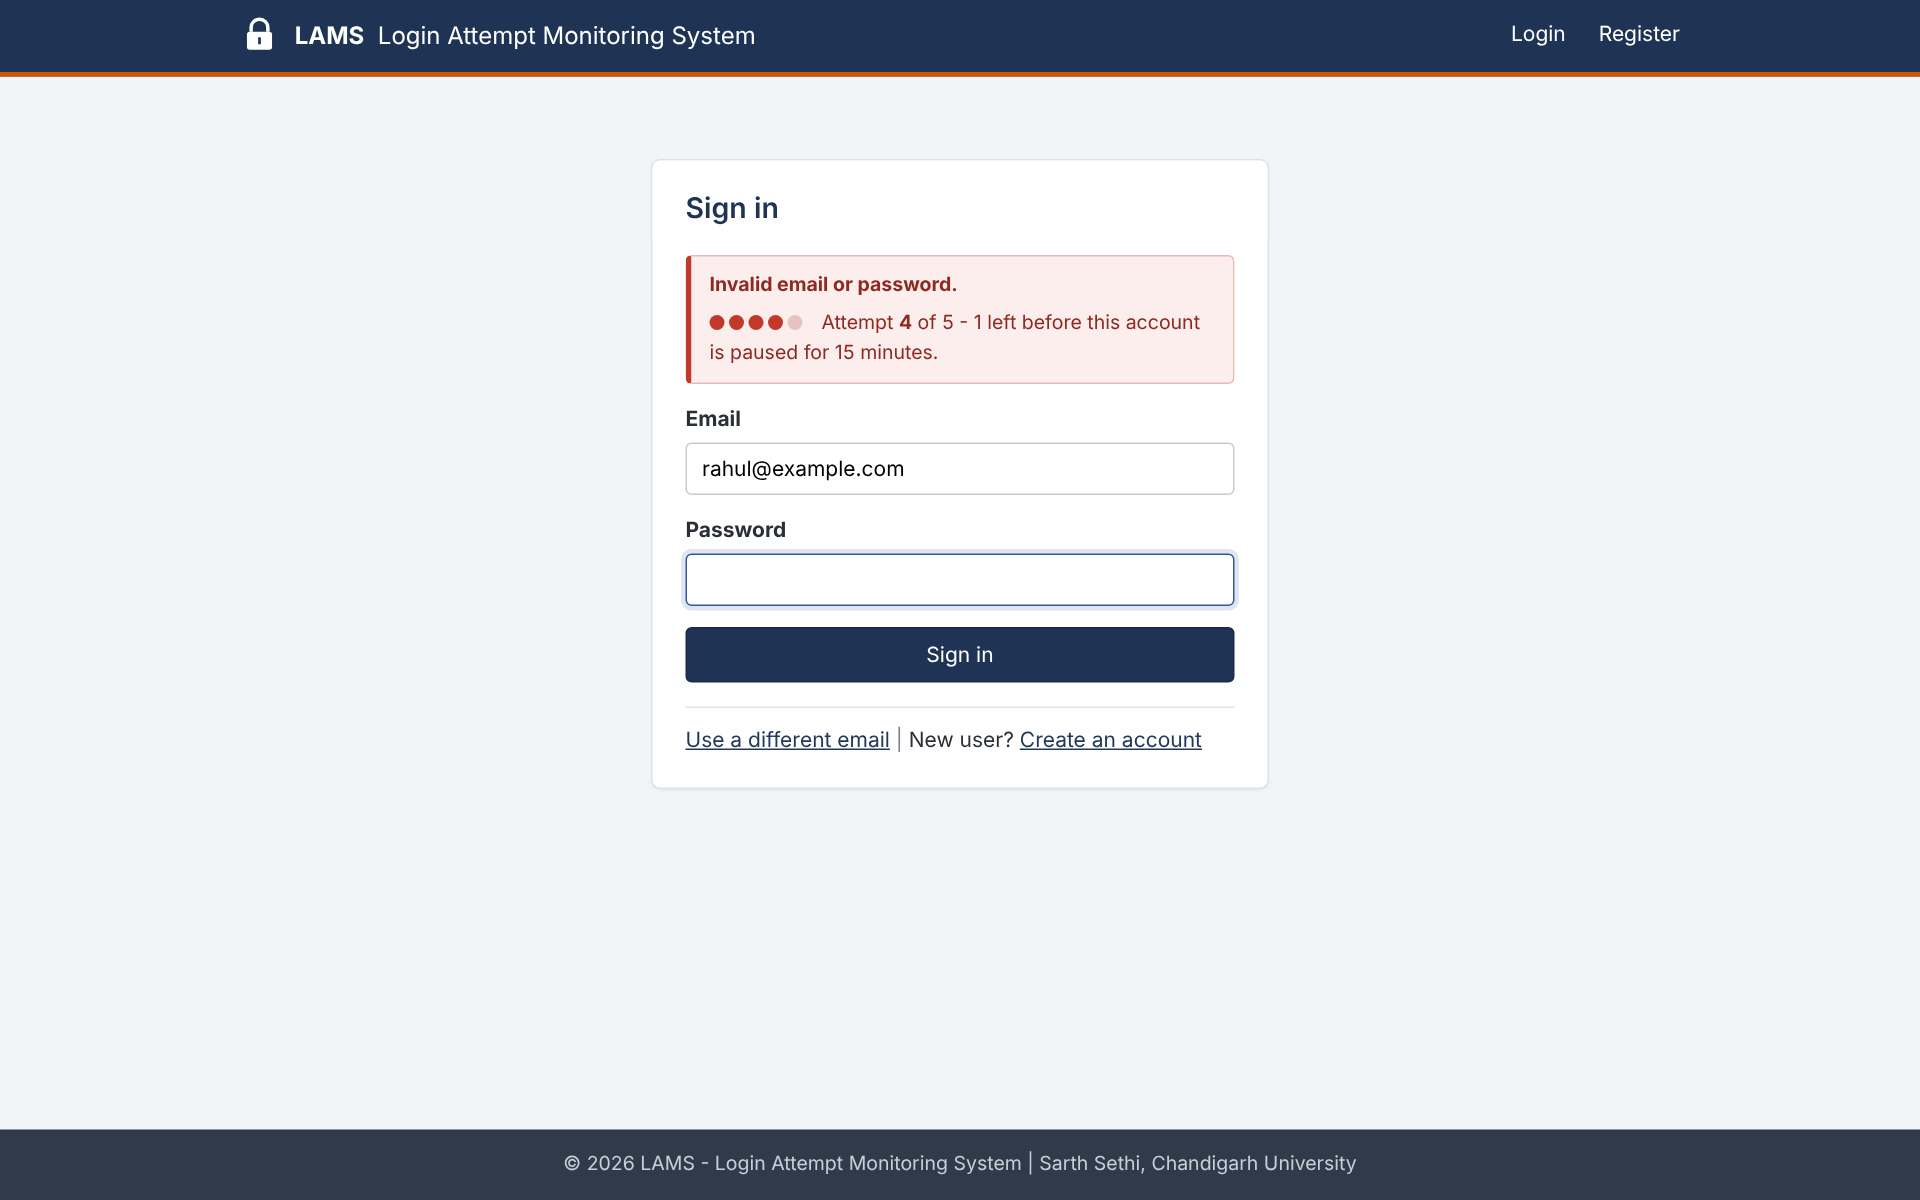 LAMS Login Attempt Monitoring System
Login Register
Sign in
Invalid email or password.
Attempt 4 of 5 - 1 left before this account
is paused for 15 minutes.
Email
rahul@example.com
Password
Sign in
Use a different email | New user? Create an account
© 2026 LAMS - Login Attempt Monitoring System | Sarth Sethi, Chandigarh University